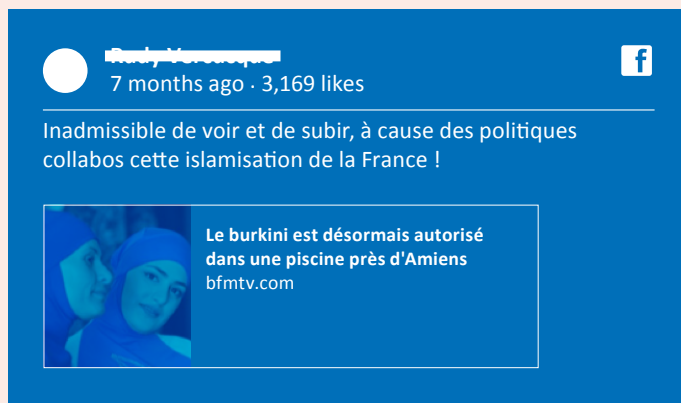 7 months ago · 3,169 likes
f
Inadmissible de voir et de subir, à cause des politiques
collabos cette islamisation de la France !
Le burkini est désormais autorisé
dans une piscine près d'Amiens
bfmtv.com